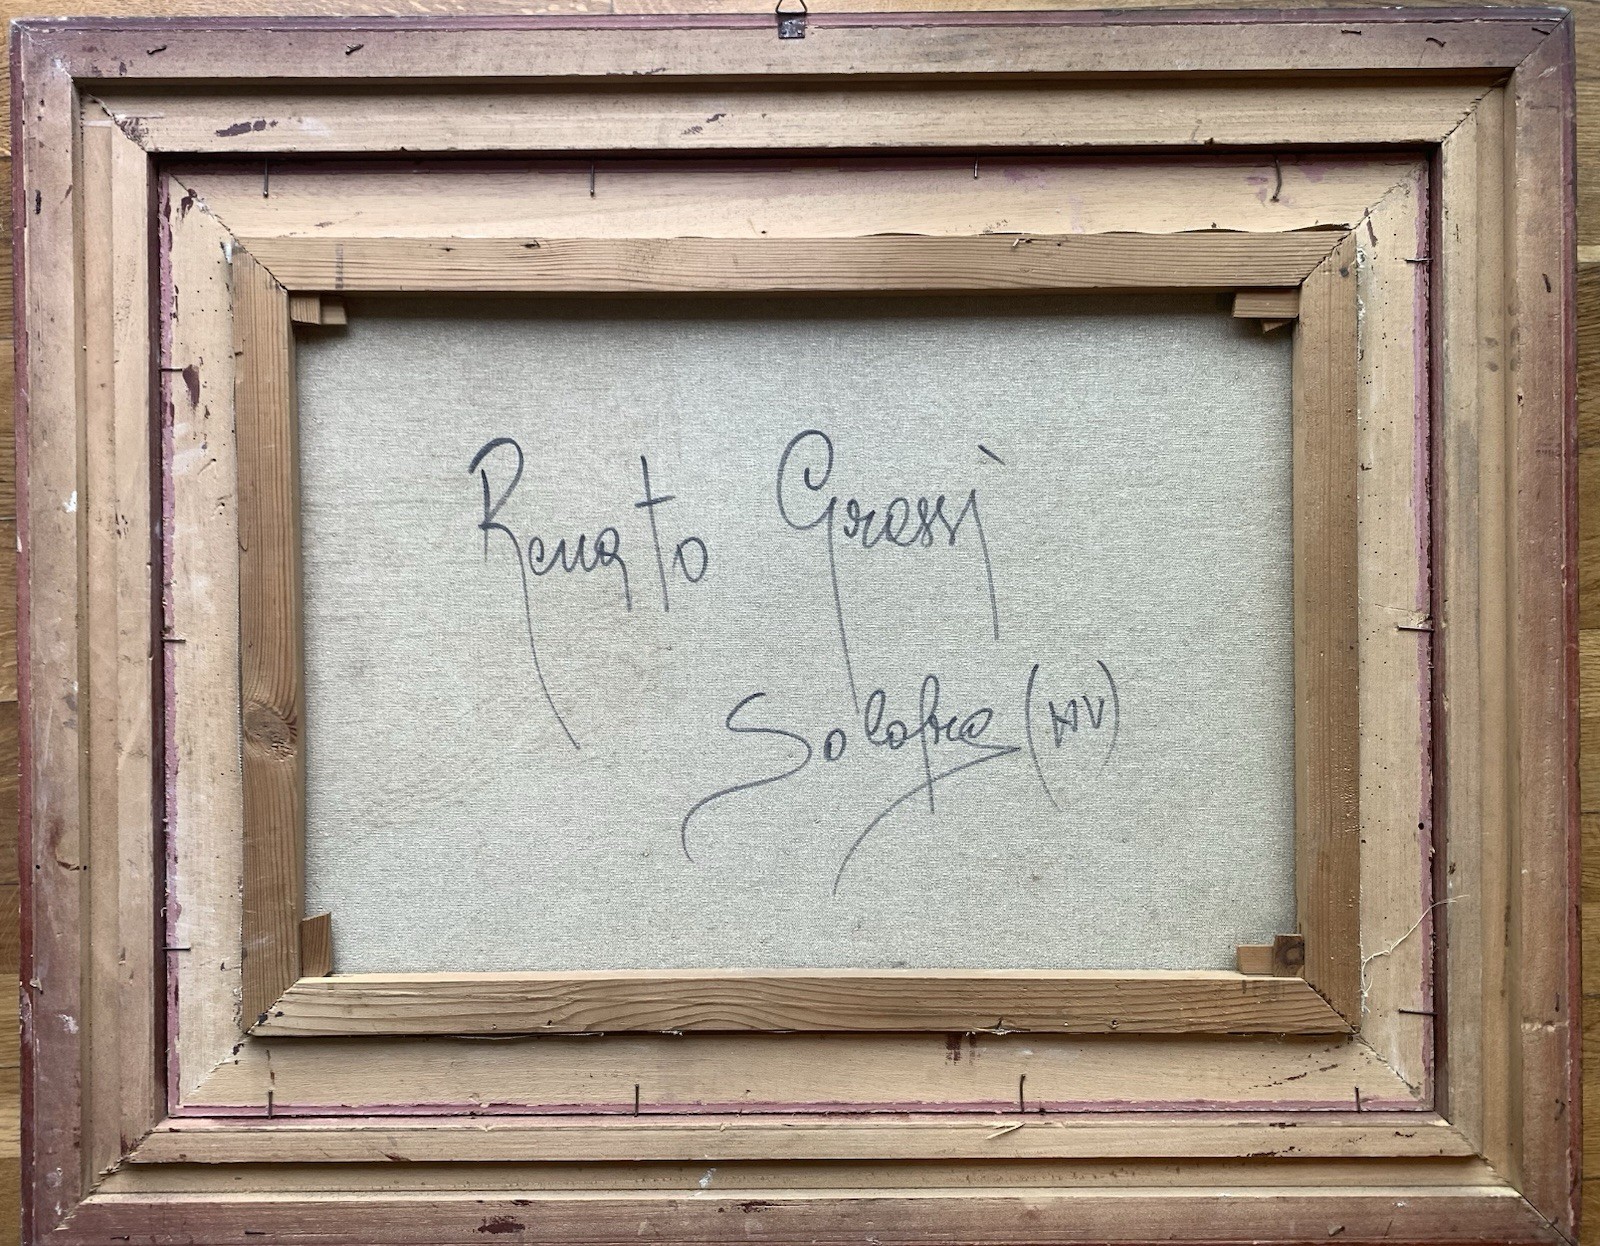 Renato Grassi
Solofra (AV)